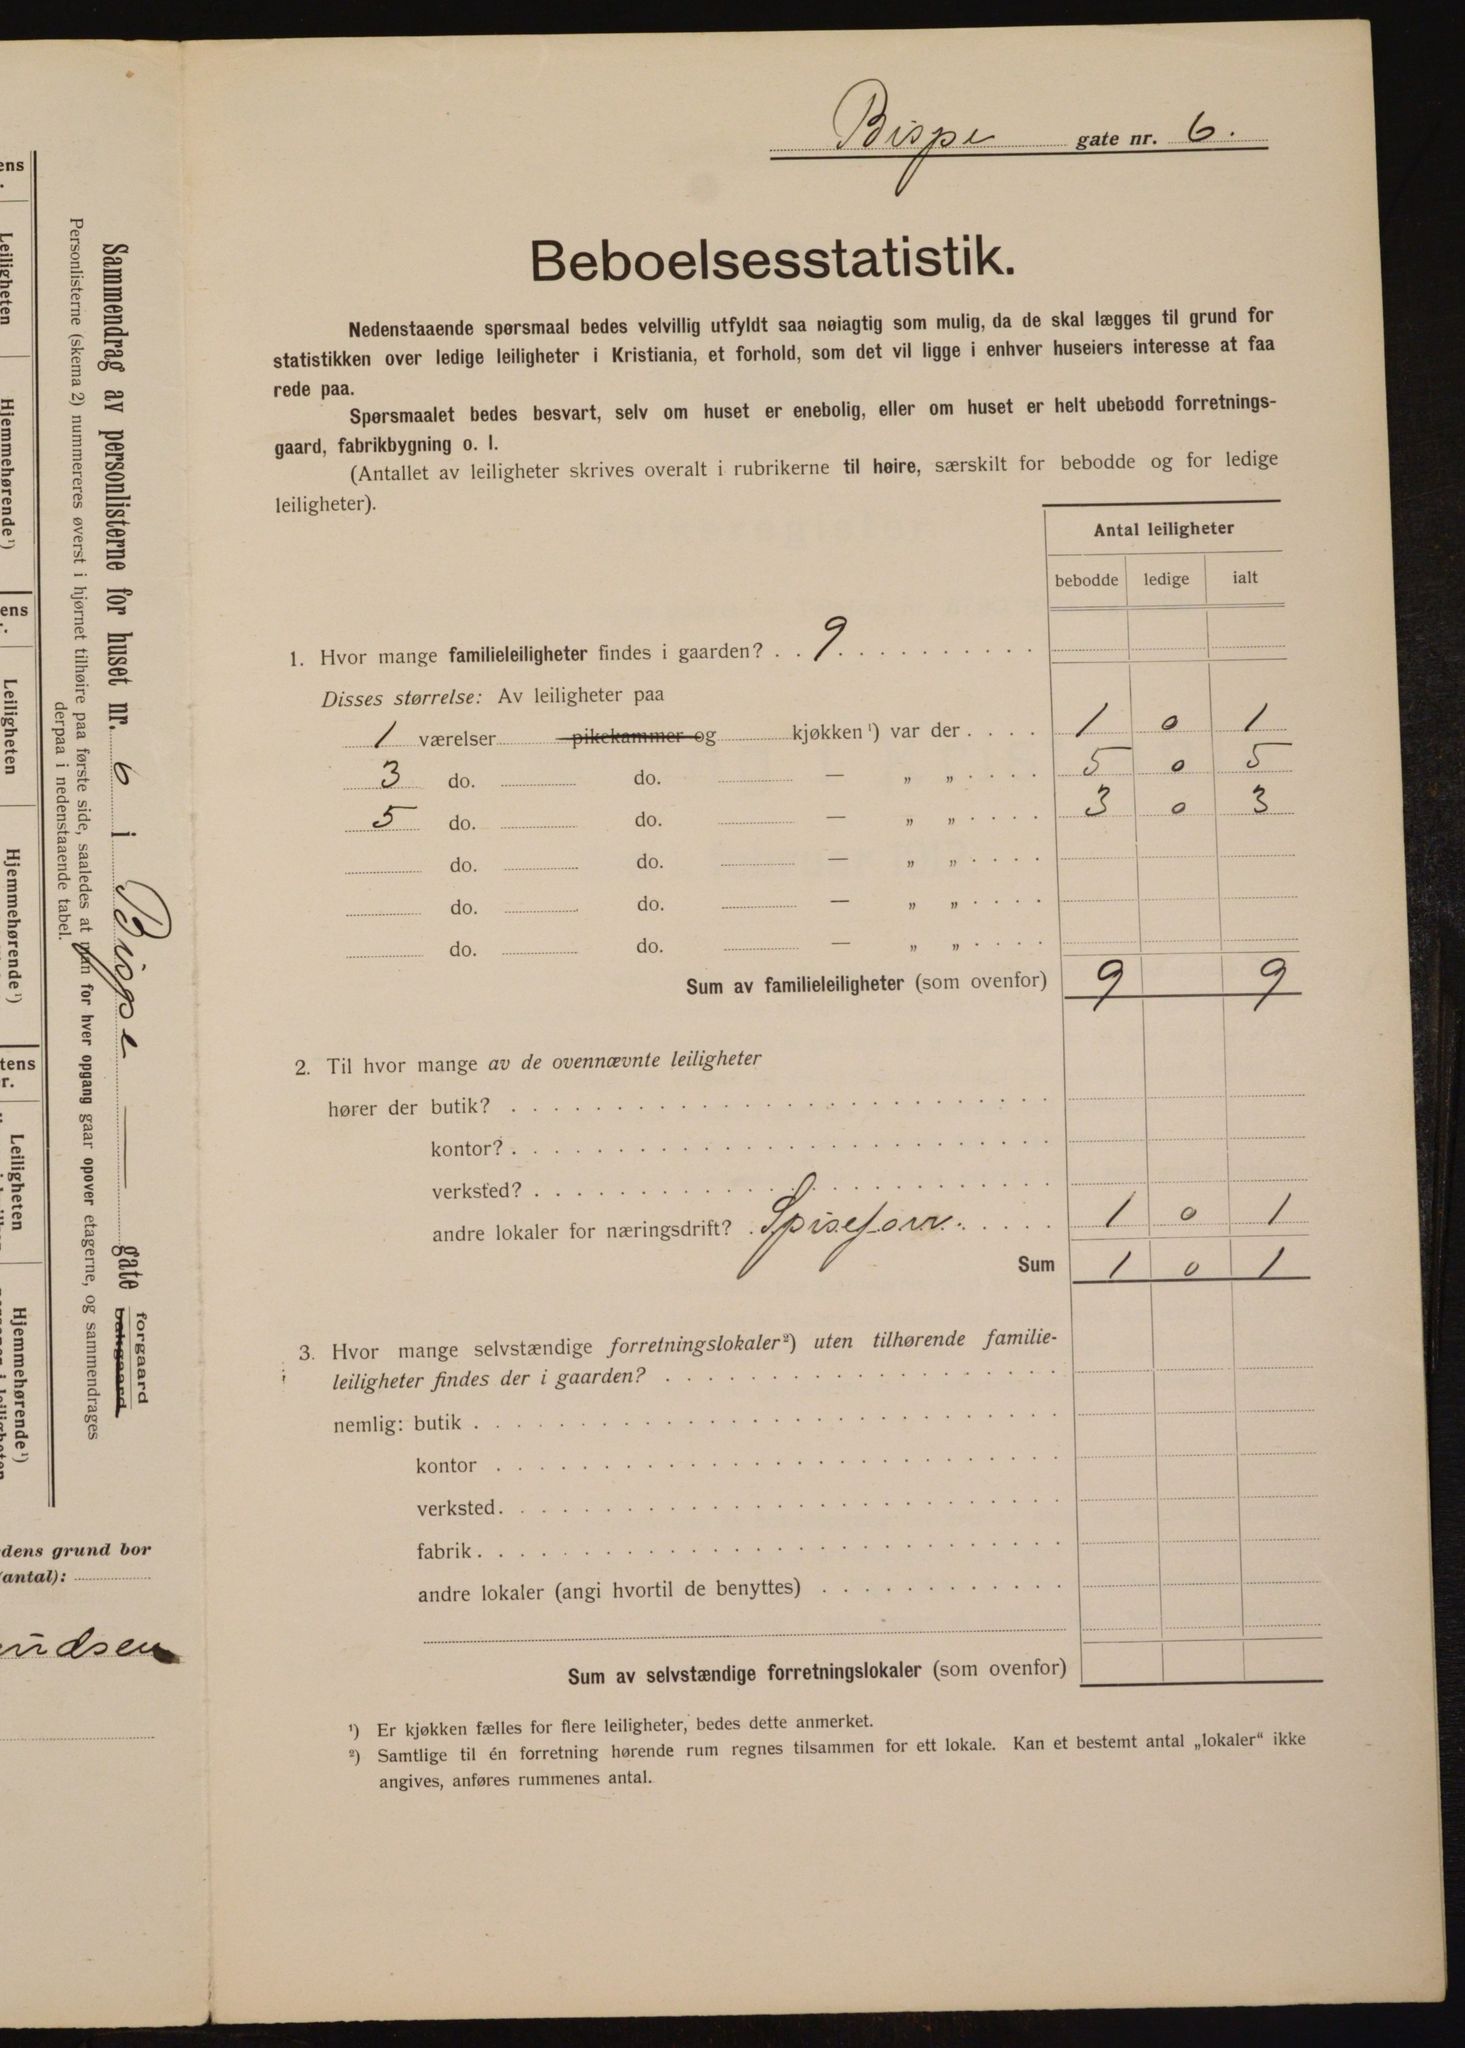 Bispe gate nr. 6.
Beboelsesstatistik.
Nedenstaaende spørsmaal bedes velvillig utfyldt saa nøiagtig som mulig, da de skal lægges til grund for
statistikken over ledige leiligheter i Kristiania, et forhold, som det vil ligge i enhver huseiers interesse at faa
rede paa.
Spørsmaalet bedes besvart, selv om huset er enebolig, eller om huset er helt ubebodd forretnings-
gaard, fabrikbygning o. l.
(Antallet av leiligheter skrives overalt i rubrikerne til høire, særskilt for bebodde og for ledige
leiligheter).
Antal leiligheter
bebodde ledige ialt
1. Hvor mange familieleiligheter findes i gaarden? 9
Disses størrelse: Av leiligheter paa
1 værelser pikekammer og kjøkken ¹) var der 1 0 1
3 do. do. — „ „ 5 0 5
5 do. do. — „ „ 3 0 3
do. do. — „ „
do. do. — „ „
do. do. — „ „
Sum av familieleiligheter (som ovenfor) 9 9
2. Til hvor mange av de ovennævnte leiligheter
hører der butik?
kontor?
verksted?
andre lokaler for næringsdrift? 1 0 1
Sum 1 0 1
3. Hvor mange selvstændige forretningslokaler²) uten tilhørende familie-
leiligheter findes der i gaarden?
nemlig: butik
kontor
verksted
fabrik
andre lokaler (angi hvortil de benyttes)
Sum av selvstændige forretningslokaler (som ovenfor)
¹) Er kjøkken fælles for flere leiligheter, bedes dette anmerket.
²) Samtlige til én forretning hørende rum regnes tilsammen for ett lokale. Kan et bestemt antal „lokaler“ ikke
angives, anføres rummenes antal.
Sammendrag av personlisterne for huset nr. 6 i Bispe gate forgaard
bakgaard
Personlisterne (skema 2) nummereres øverst i hjørnet tilhøire paa første side, saaledes at man for hver opgang gaar opover etagerne, og sammendrages
derpaa i nedenstaaende tabel.
ens
Leiligheten
Hjemmehørende¹)
ens
Leiligheten
Hjemmehørende¹)
tens
r.
Leiligheten
Hjemmehørende¹)
dens grund bor
(antal):
udsen